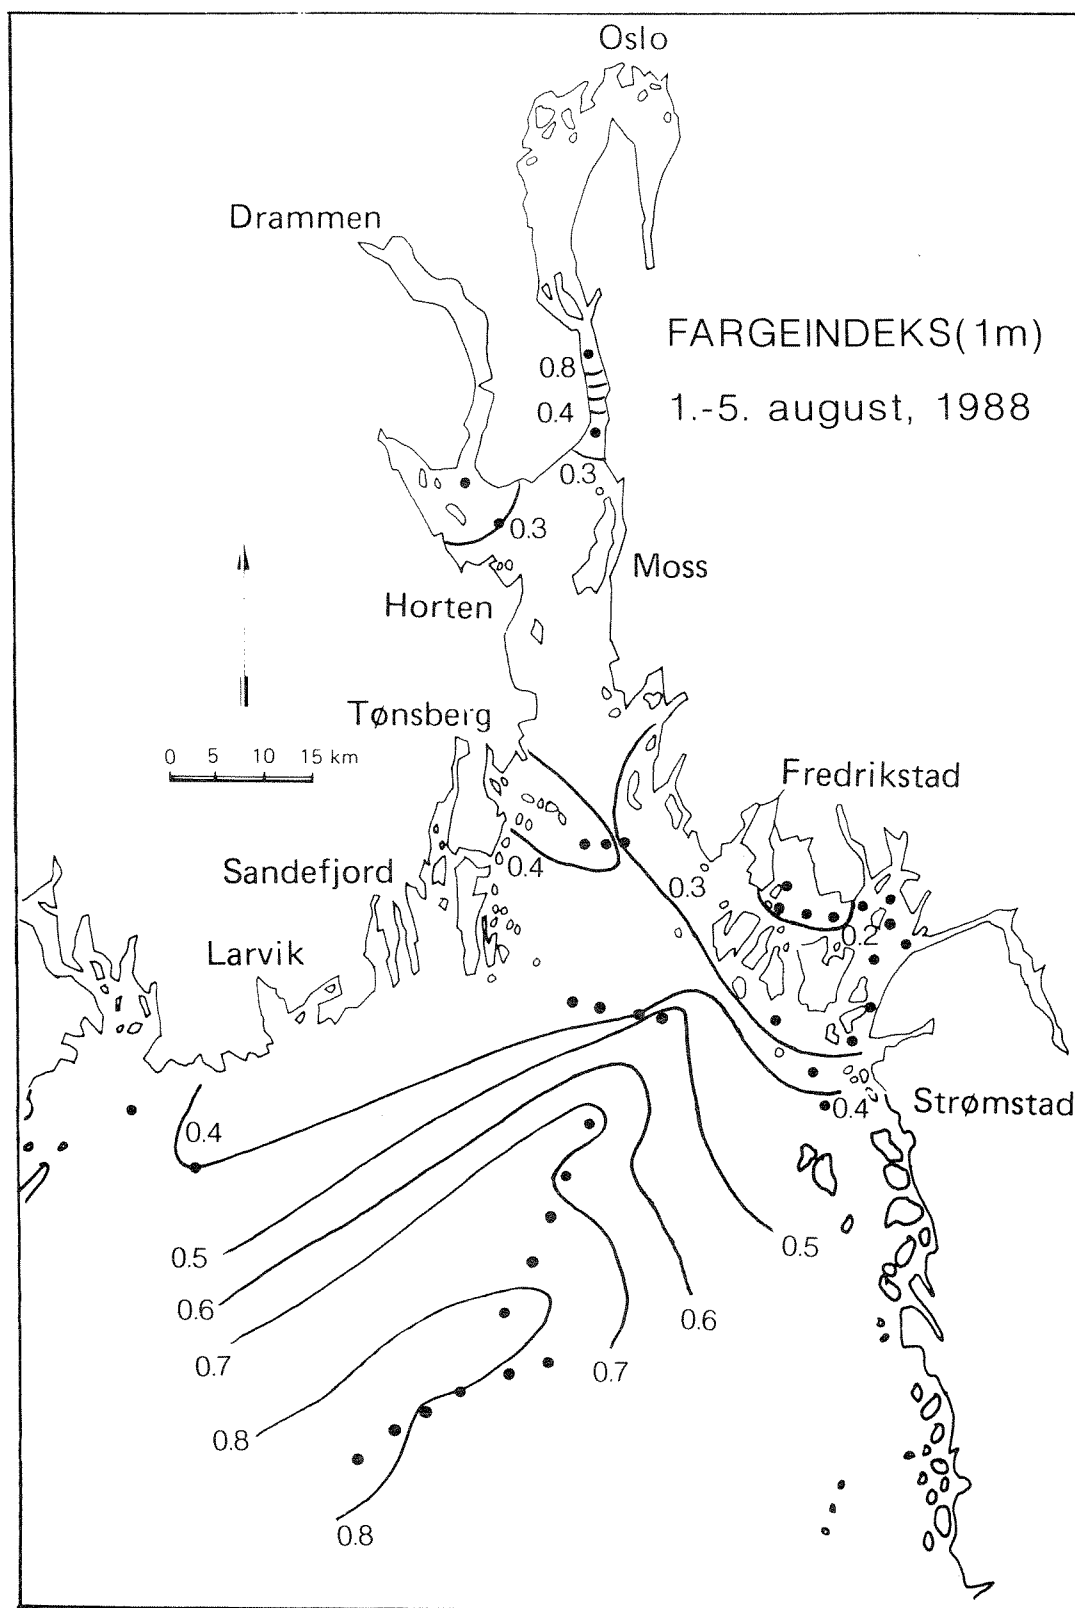 Oslo
Drammen
FARGEINDEKS(1m)
0.8
0.4
1.-5. august, 1988
0.3
0.3
Moss
Horten
Tønsberg
0 5 10 15 km
Fredrikstad
0.4
Sandefjord
0.3
0.2
Larvik
0.4
0.4
Strømstad
0.5
0.5
0.6
0.6
0.7
0.7
0.8
0.8